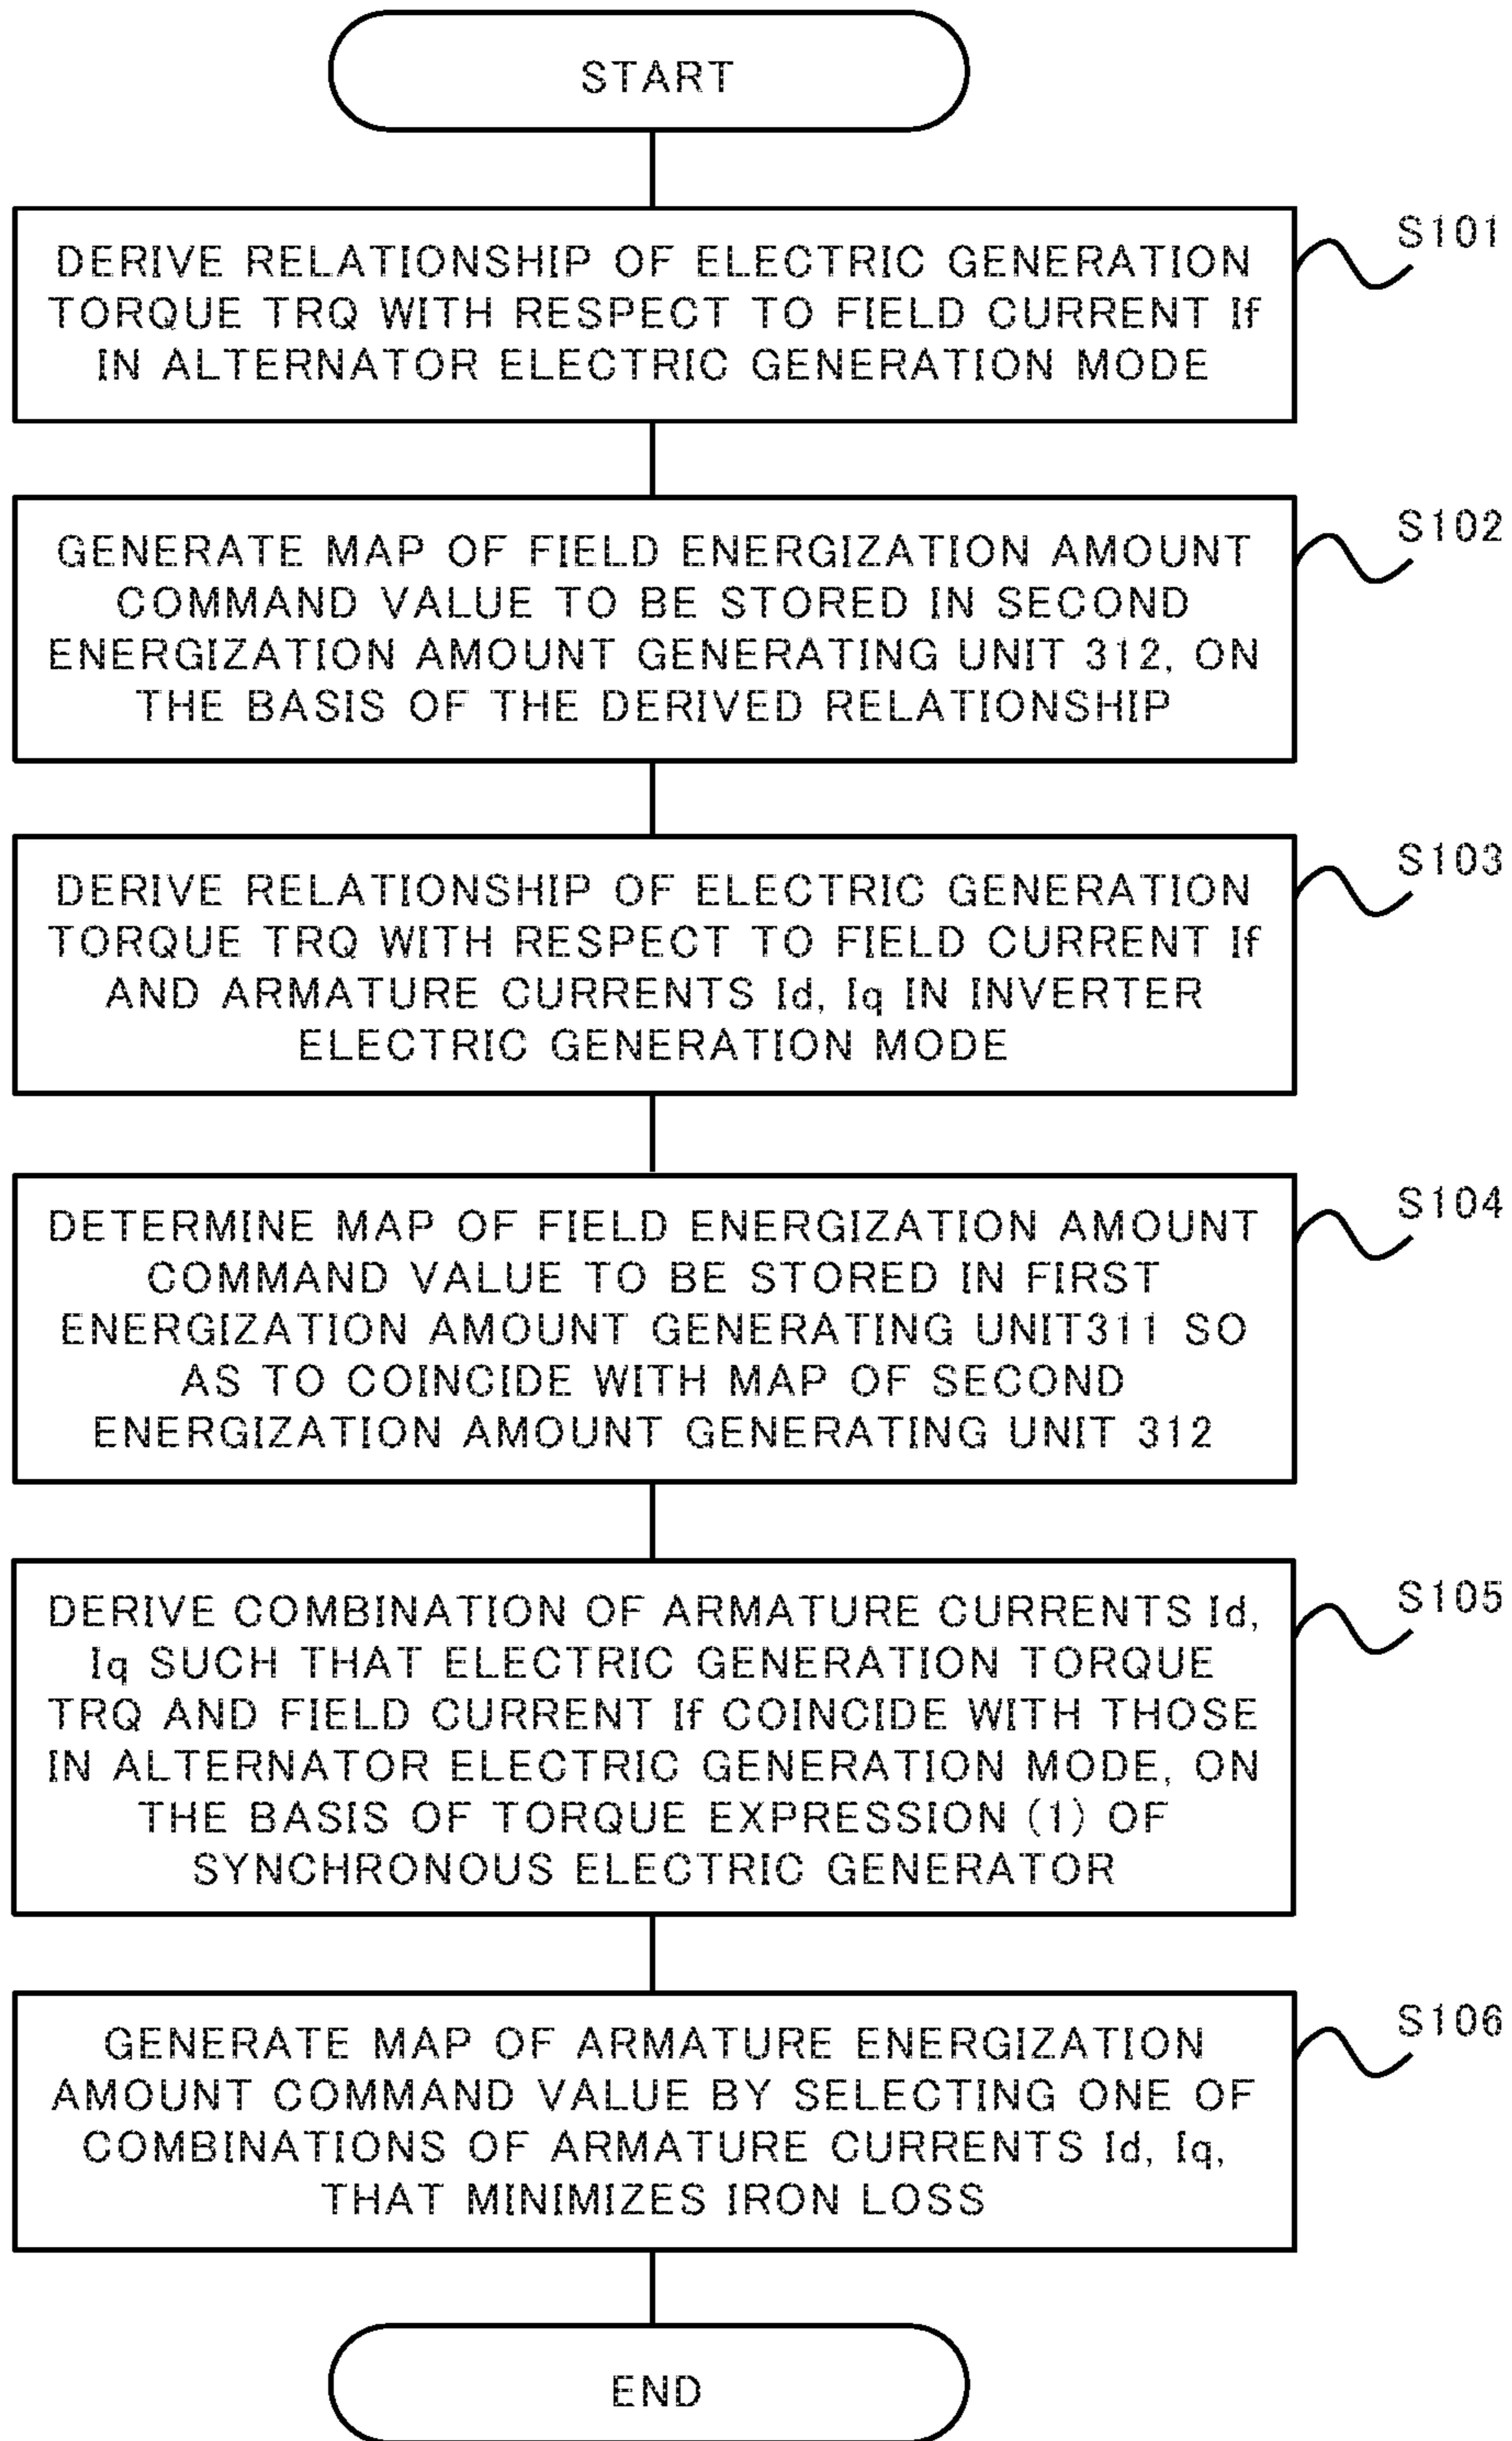 START
S101
DERIVE RELATIONSHIP OF ELECTRIC GENERATION
TORQUE TRQ WITH RESPECT TO FIELD CURRENT If
IN ALTERNATOR ELECTRIC GENERATION MODE
S102
GENERATE MAP OF FIELD ENERGIZATION AMOUNT
COMMAND VALUE TO BE STORED IN SECOND
ENERGIZATION AMOUNT GENERATING UNIT 312, ON
THE BASIS OF THE DERIVED RELATIONSHIP
S103
DERIVE RELATIONSHIP OF ELECTRIC GENERATION
TORQUE TRQ WITH RESPECT TO FIELD CURRENT If
AND ARMATURE CURRENTS Id, Iq IN INVERTER
ELECTRIC GENERATION MODE
S104
DETERMINE MAP OF FIELD ENERGIZATION AMOUNT
COMMAND VALUE TO BE STORED IN FIRST
ENERGIZATION AMOUNT GENERATING UNIT311 SO
AS TO COINCIDE WITH MAP OF SECOND
ENERGIZATION AMOUNT GENERATING UNIT 312
S105
DERIVE COMBINATION OF ARMATURE CURRENTS Id,
Iq SUCH THAT ELECTRIC GENERATION TORQUE
TRQ AND FIELD CURRENT If COINCIDE WITH THOSE
IN ALTERNATOR ELECTRIC GENERATION MODE, ON
THE BASIS OF TORQUE EXPRESSION (1) OF
SYNCHRONOUS ELECTRIC GENERATOR
S106
GENERATE MAP OF ARMATURE ENERGIZATION
AMOUNT COMMAND VALUE BY SELECTING ONE OF
COMBINATIONS OF ARMATURE CURRENTS Id, Iq,
THAT MINIMIZES IRON LOSS
END